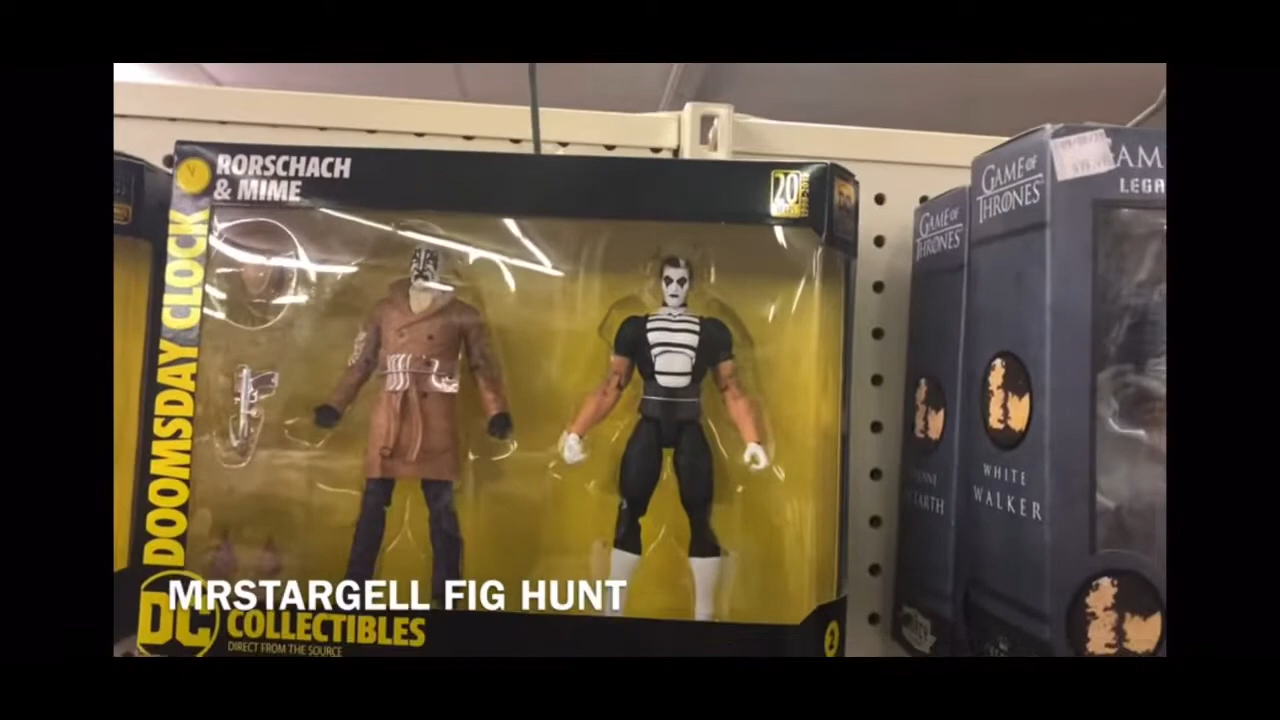 RORSCHACH
& MIME
20
DOOMSDAY CLOCK
DC
COLLECTIBLES
DIRECT FROM THE SOURCE
2
MRSTARGELL FIG HUNT
GAME OF
THRONES
WHITE
WALKER
GAME OF
THRONES